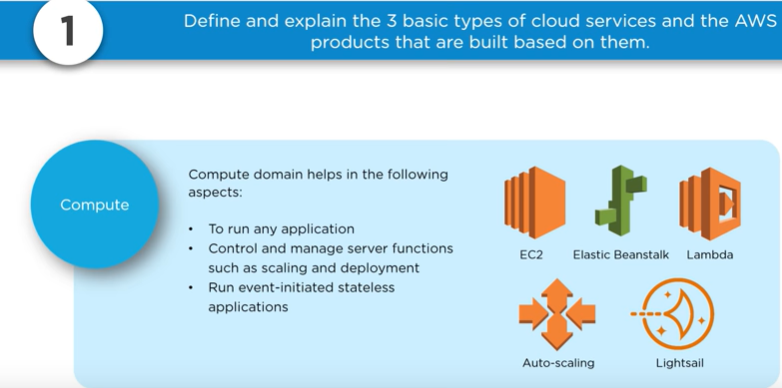 1
Define and explain the 3 basic types of cloud services and the AWS
products that are built based on them.
Compute
Compute domain helps in the following
aspects:
• To run any application
• Control and manage server functions
such as scaling and deployment
• Run event-initiated stateless
applications
EC2
Elastic Beanstalk
Lambda
Auto-scaling
Lightsail